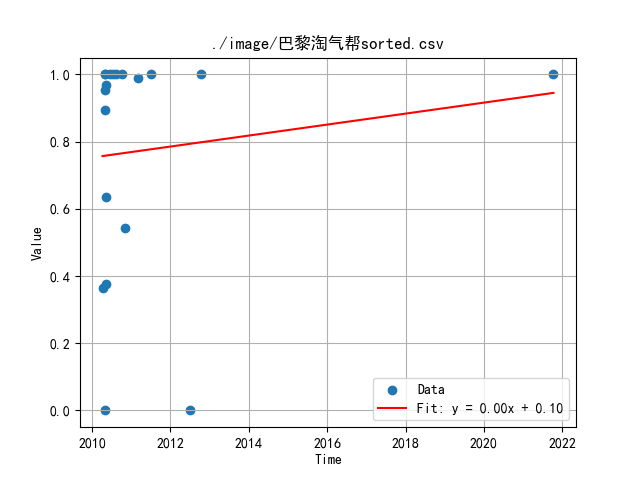 ./image/巴黎淘气帮sorted.csv
1.0
0.8
0.6
0.4
0.2
0.0
Value
Data
Fit: y = 0.00x + 0.10
2010 2012 2014 2016 2018 2020 2022
Time